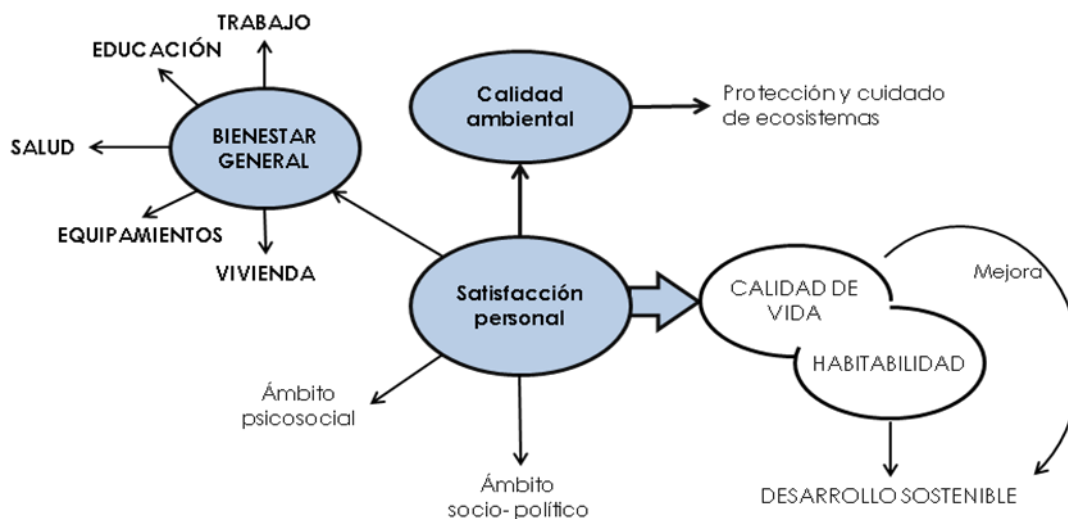 TRABAJO
EDUCACIÓN
SALUD
BIENESTAR
GENERAL
EQUIPAMIENTOS
VIVIENDA
Calidad
ambiental
Protección y cuidado
de ecosistemas
Satisfacción
personal
CALIDAD DE
VIDA
HABITABILIDAD
Mejora
Ámbito
psicosocial
Ámbito
socio- político
DESARROLLO SOSTENIBLE